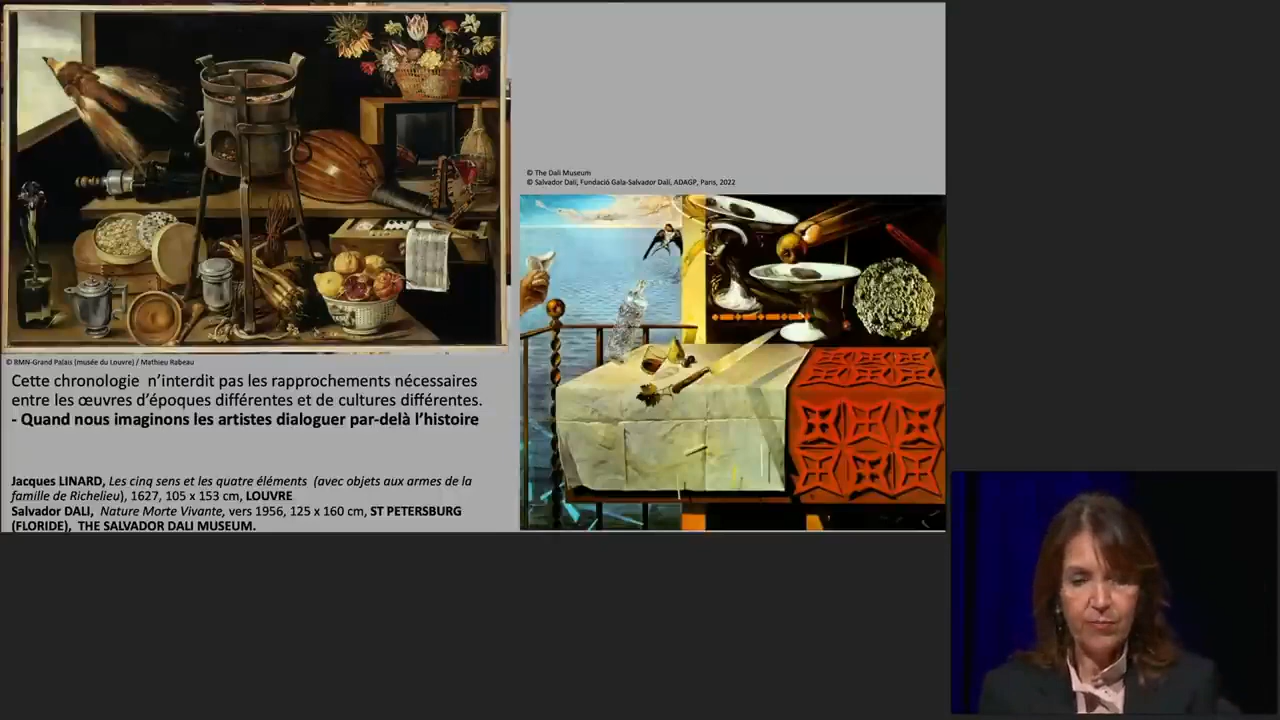 © The Dali Museum
© Salvador Dalí, Fundació Gala-Salvador Dalí, ADAGP, Paris, 2022
© RMN-Grand Palais (musée du Louvre) / Mathieu Rabeau
Cette chronologie n’interdit pas les rapprochements nécessaires
entre les œuvres d’époques différentes et de cultures différentes.
- Quand nous imaginons les artistes dialoguer par-delà l’histoire
Jacques LINARD, Les cinq sens et les quatre éléments (avec objets aux armes de la
famille de Richelieu), 1627, 105 x 153 cm, LOUVRE
Salvador DALI, Nature Morte Vivante, vers 1956, 125 x 160 cm, ST PETERSBURG
(FLORIDE), THE SALVADOR DALI MUSEUM.